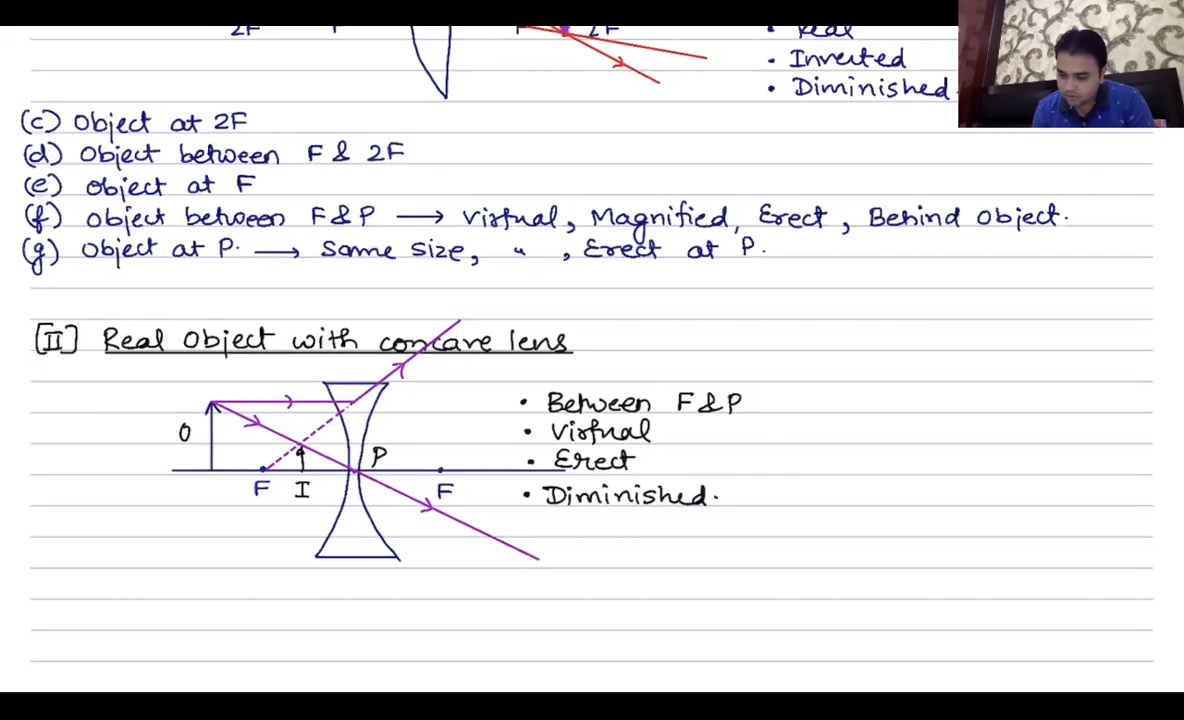 2F F F 2F
• Real
• Inverted
• Diminished.
(c) Object at 2F
(d) Object between F & 2F
(e) Object at F
(f) Object between F & P → Virtual, Magnified, Erect, Behind Object.
(g) Object at P. → Same size, " , Erect at P.
[II] Real Object with concave lens
• Between F & P
O
• Virtual
P
• Erect
F I F
• Diminished.